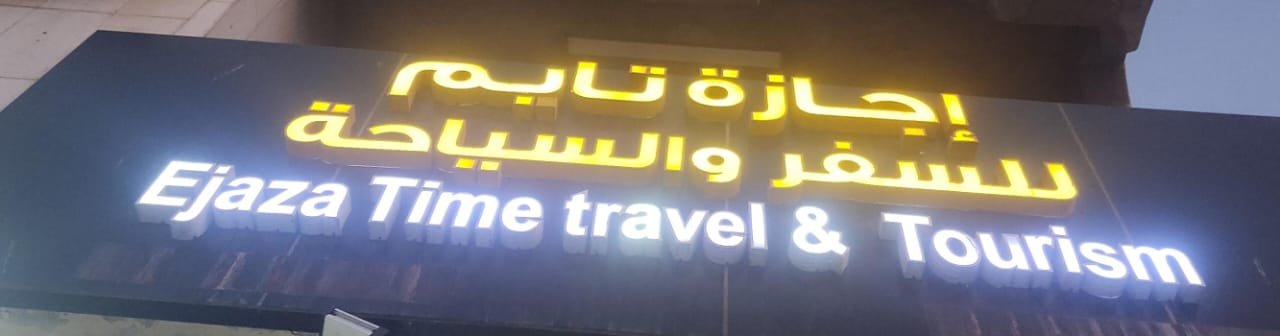 إجازة تايم
للسفر والسياحة
Ejaza Time travel & Tourism